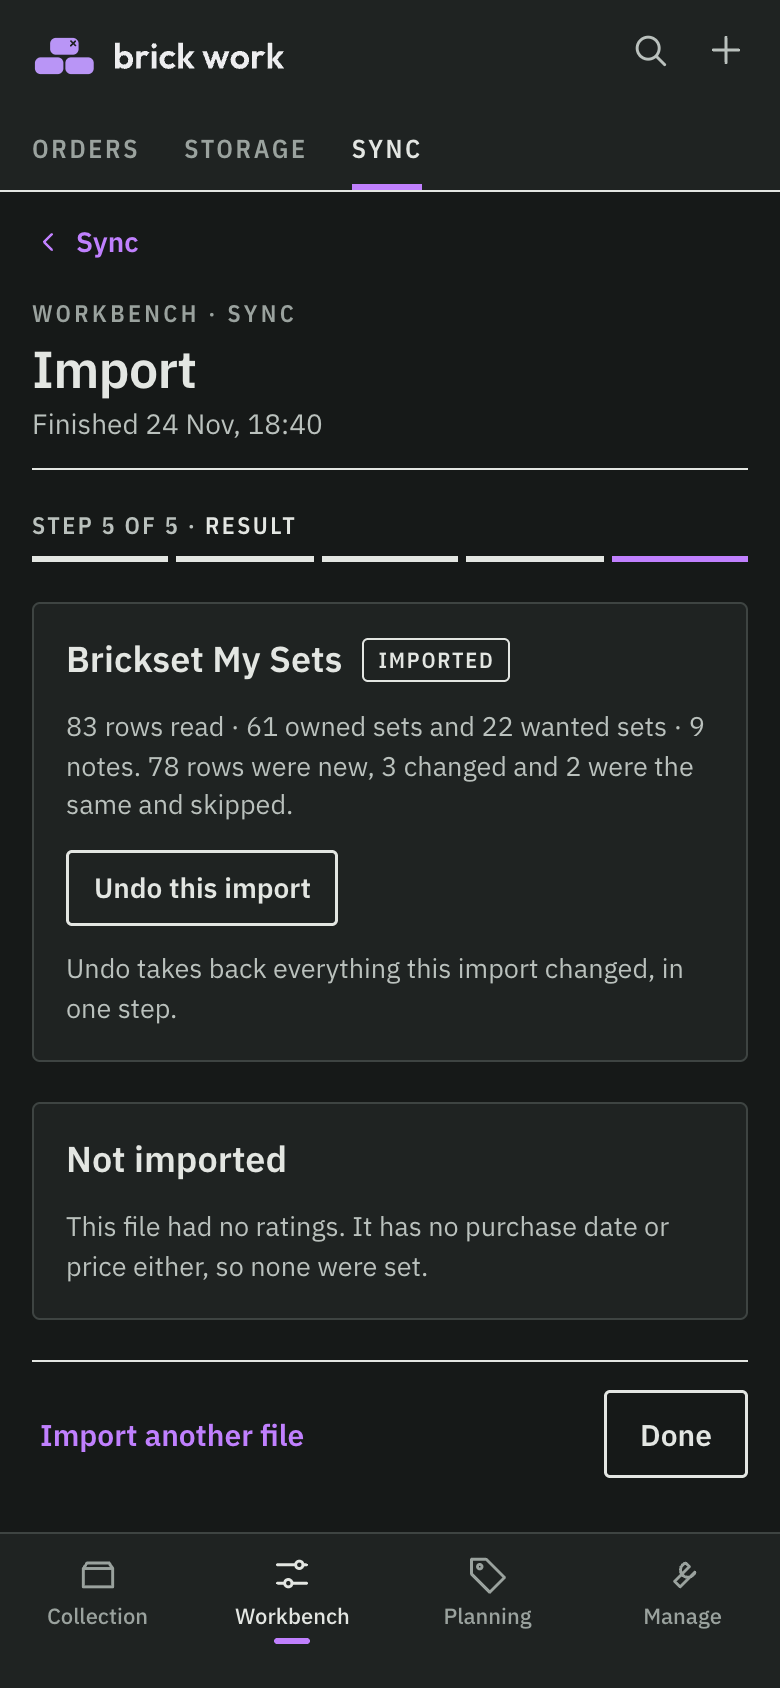 brick work
ORDERS STORAGE SYNC
Sync
WORKBENCH · SYNC
Import
Finished 24 Nov, 18:40
STEP 5 OF 5 · RESULT
Brickset My Sets IMPORTED
83 rows read · 61 owned sets and 22 wanted sets · 9
notes. 78 rows were new, 3 changed and 2 were the
same and skipped.
Undo this import
Undo takes back everything this import changed, in
one step.
Not imported
This file had no ratings. It has no purchase date or
price either, so none were set.
Import another file Done
Collection Workbench Planning Manage